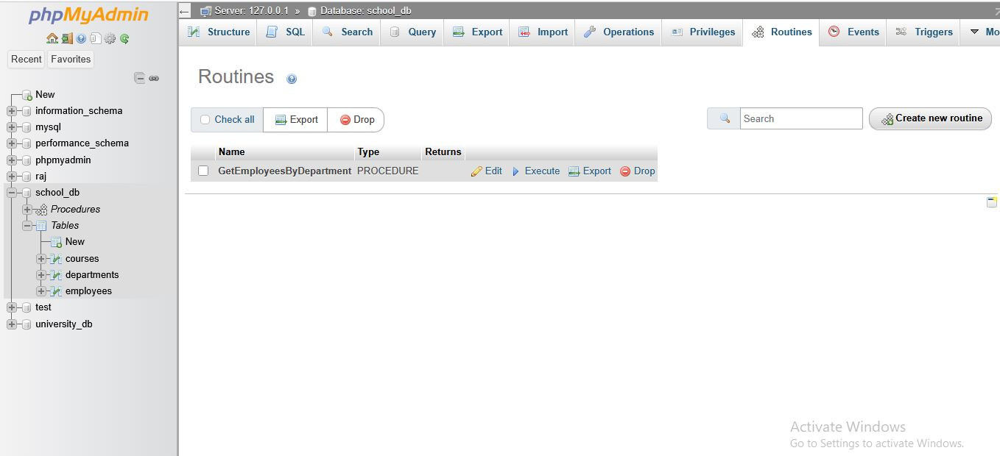 phpMyAdmin
Recent Favorites
New
information_schema
mysql
performance_schema
phpmyadmin
raj
school_db
Procedures
Tables
New
courses
departments
employees
test
university_db
Server: 127.0.0.1 » Database: school_db
Structure SQL Search Query Export Import Operations Privileges Routines Events Triggers Mo
Routines
Check all Export Drop Search Create new routine
Name Type Returns
GetEmployeesByDepartment PROCEDURE Edit Execute Export Drop
Activate Windows
Go to Settings to activate Windows.